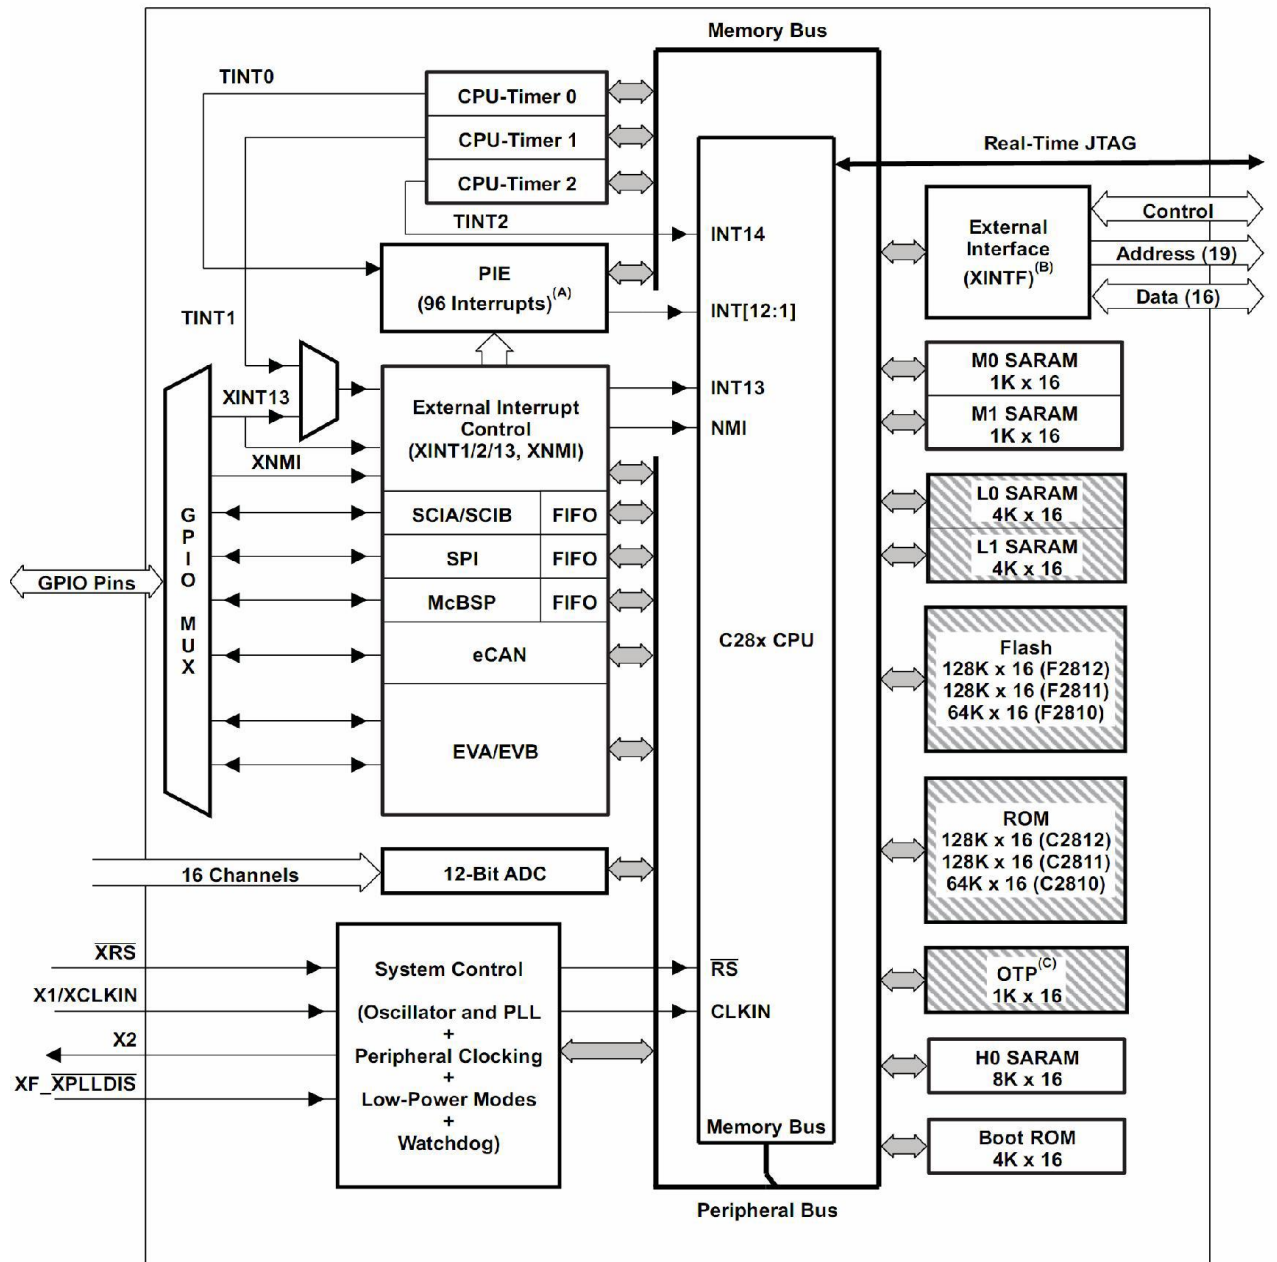 Memory Bus
TINT0
CPU-Timer 0
CPU-Timer 1
CPU-Timer 2
TINT2
Real-Time JTAG
INT14
External
Interface
(XINTF)(B)
Control
Address (19)
Data (16)
PIE
(96 Interrupts)(A)
INT[12:1]
TINT1
XINT13
XNMI
External Interrupt
Control
(XINT1/2/13, XNMI)
INT13
NMI
M0 SARAM
1K x 16
M1 SARAM
1K x 16
L0 SARAM
4K x 16
L1 SARAM
4K x 16
SCIA/SCIB FIFO
SPI FIFO
McBSP FIFO
eCAN
EVA/EVB
GPIO Pins
GPIO MUX
C28x CPU
Flash
128K x 16 (F2812)
128K x 16 (F2811)
64K x 16 (F2810)
ROM
128K x 16 (C2812)
128K x 16 (C2811)
64K x 16 (C2810)
16 Channels
12-Bit ADC
XRS
X1/XCLKIN
X2
XF_XPLLDIS
System Control
(Oscillator and PLL
+
Peripheral Clocking
+
Low-Power Modes
+
Watchdog)
RS
CLKIN
OTP(C)
1K x 16
H0 SARAM
8K x 16
Boot ROM
4K x 16
Memory Bus
Peripheral Bus